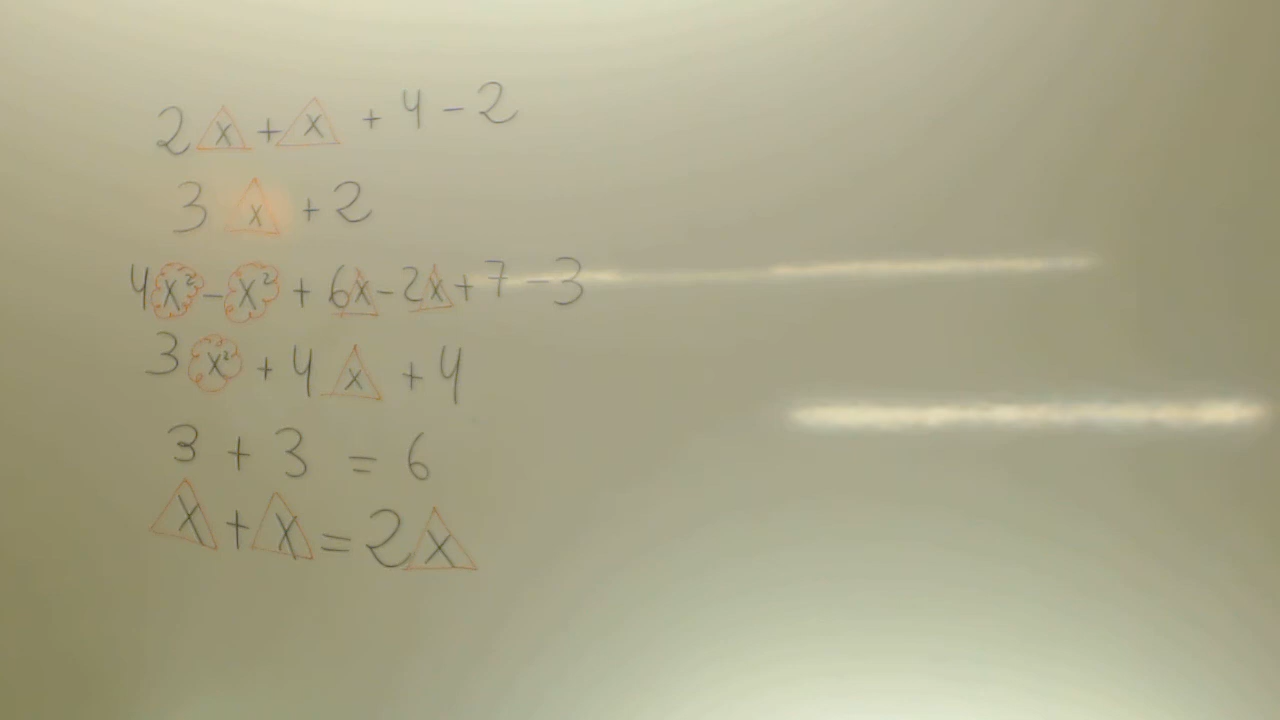 2x + x + 4 - 2
3x + 2
4x² - x² + 6x - 2x + 7 - 3
3x² + 4x + 4
3 + 3 = 6
x + x = 2x